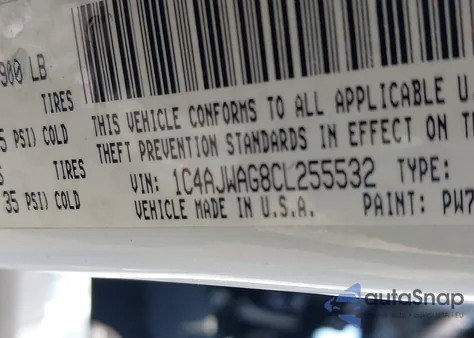 900 LB
TIRES
5 PSI) COLD
S TIRES
35 PSI) COLD
THIS VEHICLE CONFORMS TO ALL APPLICABLE U.
THEFT PREVENTION STANDARDS IN EFFECT ON T
VIN: 1C4AJWAG8CL255532 TYPE:
VEHICLE MADE IN U.S.A. PAINT: PW7
autoSnap